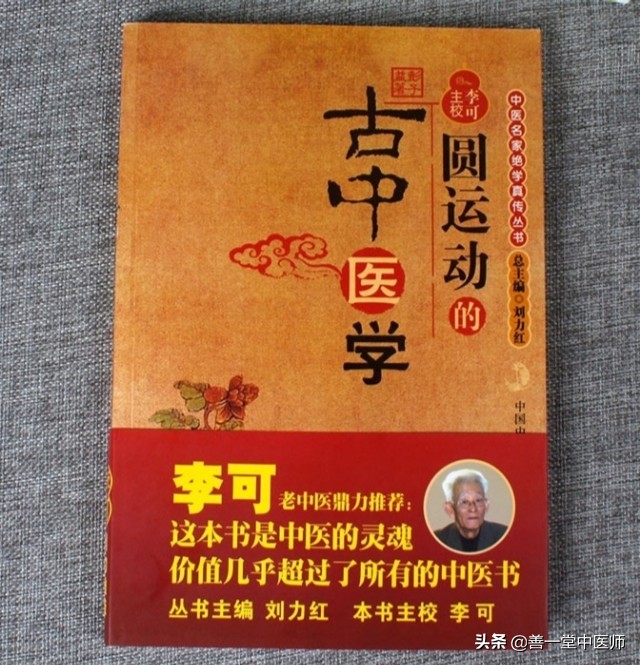 中医名家绝学真传丛书
总主编 刘力红
李可
主校
圆运动的
古中医学
彭子
益著
中国中
李可 老中医鼎力推荐:
这本书是中医的灵魂
价值几乎超过了所有的中医书
丛书主编 刘力红 本书主校 李可
头条 @善一堂中医师